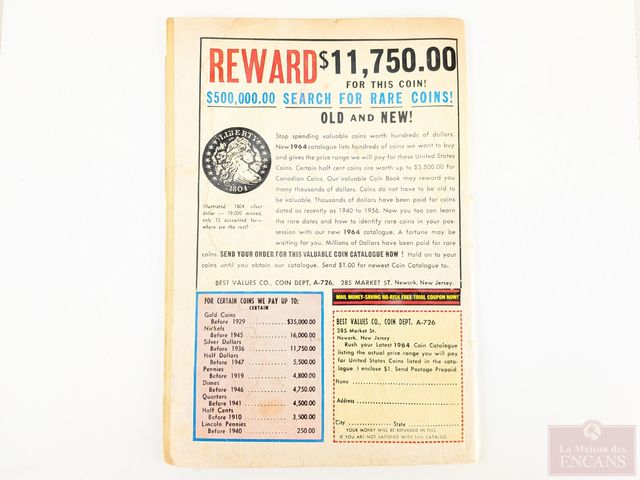 REWARD $11,750.00
FOR THIS COIN!
$500,000.00 SEARCH FOR RARE COINS!
OLD AND NEW!
LIBERTY
1804
Illustrated: 1804 silver
dollar — 19,000 minted,
only 12 accounted for—
where are the rest?
Stop spending valuable coins worth hundreds of dollars.
New 1964 catalogue lists hundreds of coins we want to buy
and gives the price range we will pay for these United States
Coins. Certain half cent coins are worth up to $3,500.00 for
Canadian Coins. Our valuable Coin Book may reward you
many thousands of dollars. Coins do not have to be old to
be valuable. Thousands of dollars have been paid for coins
dated as recently as 1940 to 1956. Now you too can learn
the rare dates and how to identify rare coins in your pos-
session with our new 1964 catalogue. A fortune may be
waiting for you. Millions of Dollars have been paid for rare
coins. SEND YOUR ORDER FOR THIS VALUABLE COIN CATALOGUE NOW! Hold on to your
coins until you obtain our catalogue. Send $1.00 for newest Coin Catalogue to:
BEST VALUES CO., COIN DEPT, A-726, 285 MARKET ST. Newark, New Jersey.
FOR CERTAIN COINS WE PAY UP TO:
CERTAIN
Gold Coins
Before 1929 .... $35,000.00
Nickels
Before 1945 .... 16,000.00
Silver Dollars
Before 1936 .... 11,750.00
Half Dollars
Before 1947 .... 5,500.00
Pennies
Before 1919 .... 4,800.00
Dimes
Before 1946 .... 4,750.00
Quarters
Before 1941 .... 4,500.00
Half Cents
Before 1910 .... 3,500.00
Lincoln Pennies
Before 1940 .... 250.00
MAIL MONEY-SAVING NO-RISK FREE TRIAL COUPON NOW!
BEST VALUES CO., COIN DEPT. A-726
285 Market St.
Newark, New Jersey
Rush your Latest 1964 Coin Catalogue
listing the actual price range you will pay
for United States Coins listed in the cata-
logue. I enclose $1. Send Postage Prepaid.
Name ..........
Address ..........
City .......... State ..........
YOUR MONEY WILL BE REFUNDED IN FULL
IF YOU ARE NOT SATISFIED WITH THIS CATALOG
La Maison des
ENCANS